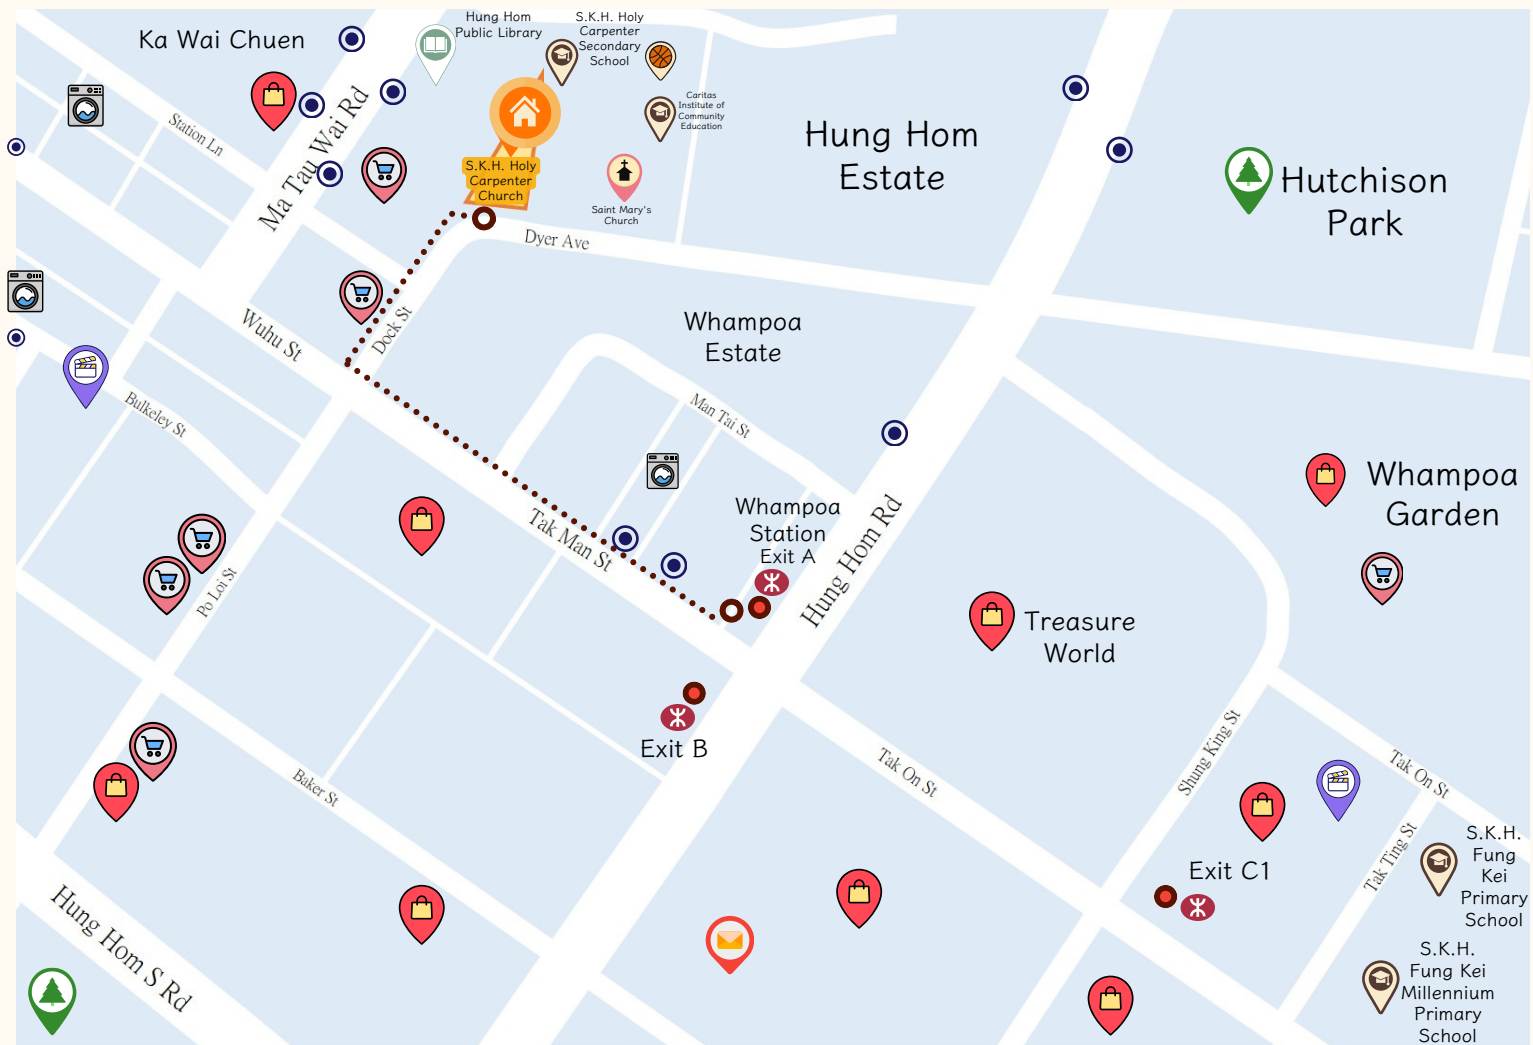 Hung Hom
Public Library
S.K.H. Holy
Carpenter
Secondary
School
Ka Wai Chuen
Caritas
Institute of
Community
Education
Station Ln
Ma Tau Wai Rd
Hung Hom
Estate
Hutchison
Park
S.K.H. Holy
Carpenter
Church
Saint Mary's
Church
Dyer Ave
Wuhu St
Dock St
Whampoa
Estate
Bulkeley St
Man Tai St
Whampoa
Garden
Whampoa
Station
Exit A
Tak Man St
Hung Hom Rd
Po Loi St
Treasure
World
Exit B
Shung King St
Tak On St
Tak On St
Baker St
Tak Ting St
S.K.H.
Fung
Kei
Primary
School
Exit C1
Hung Hom S Rd
S.K.H.
Fung Kei
Millennium
Primary
School